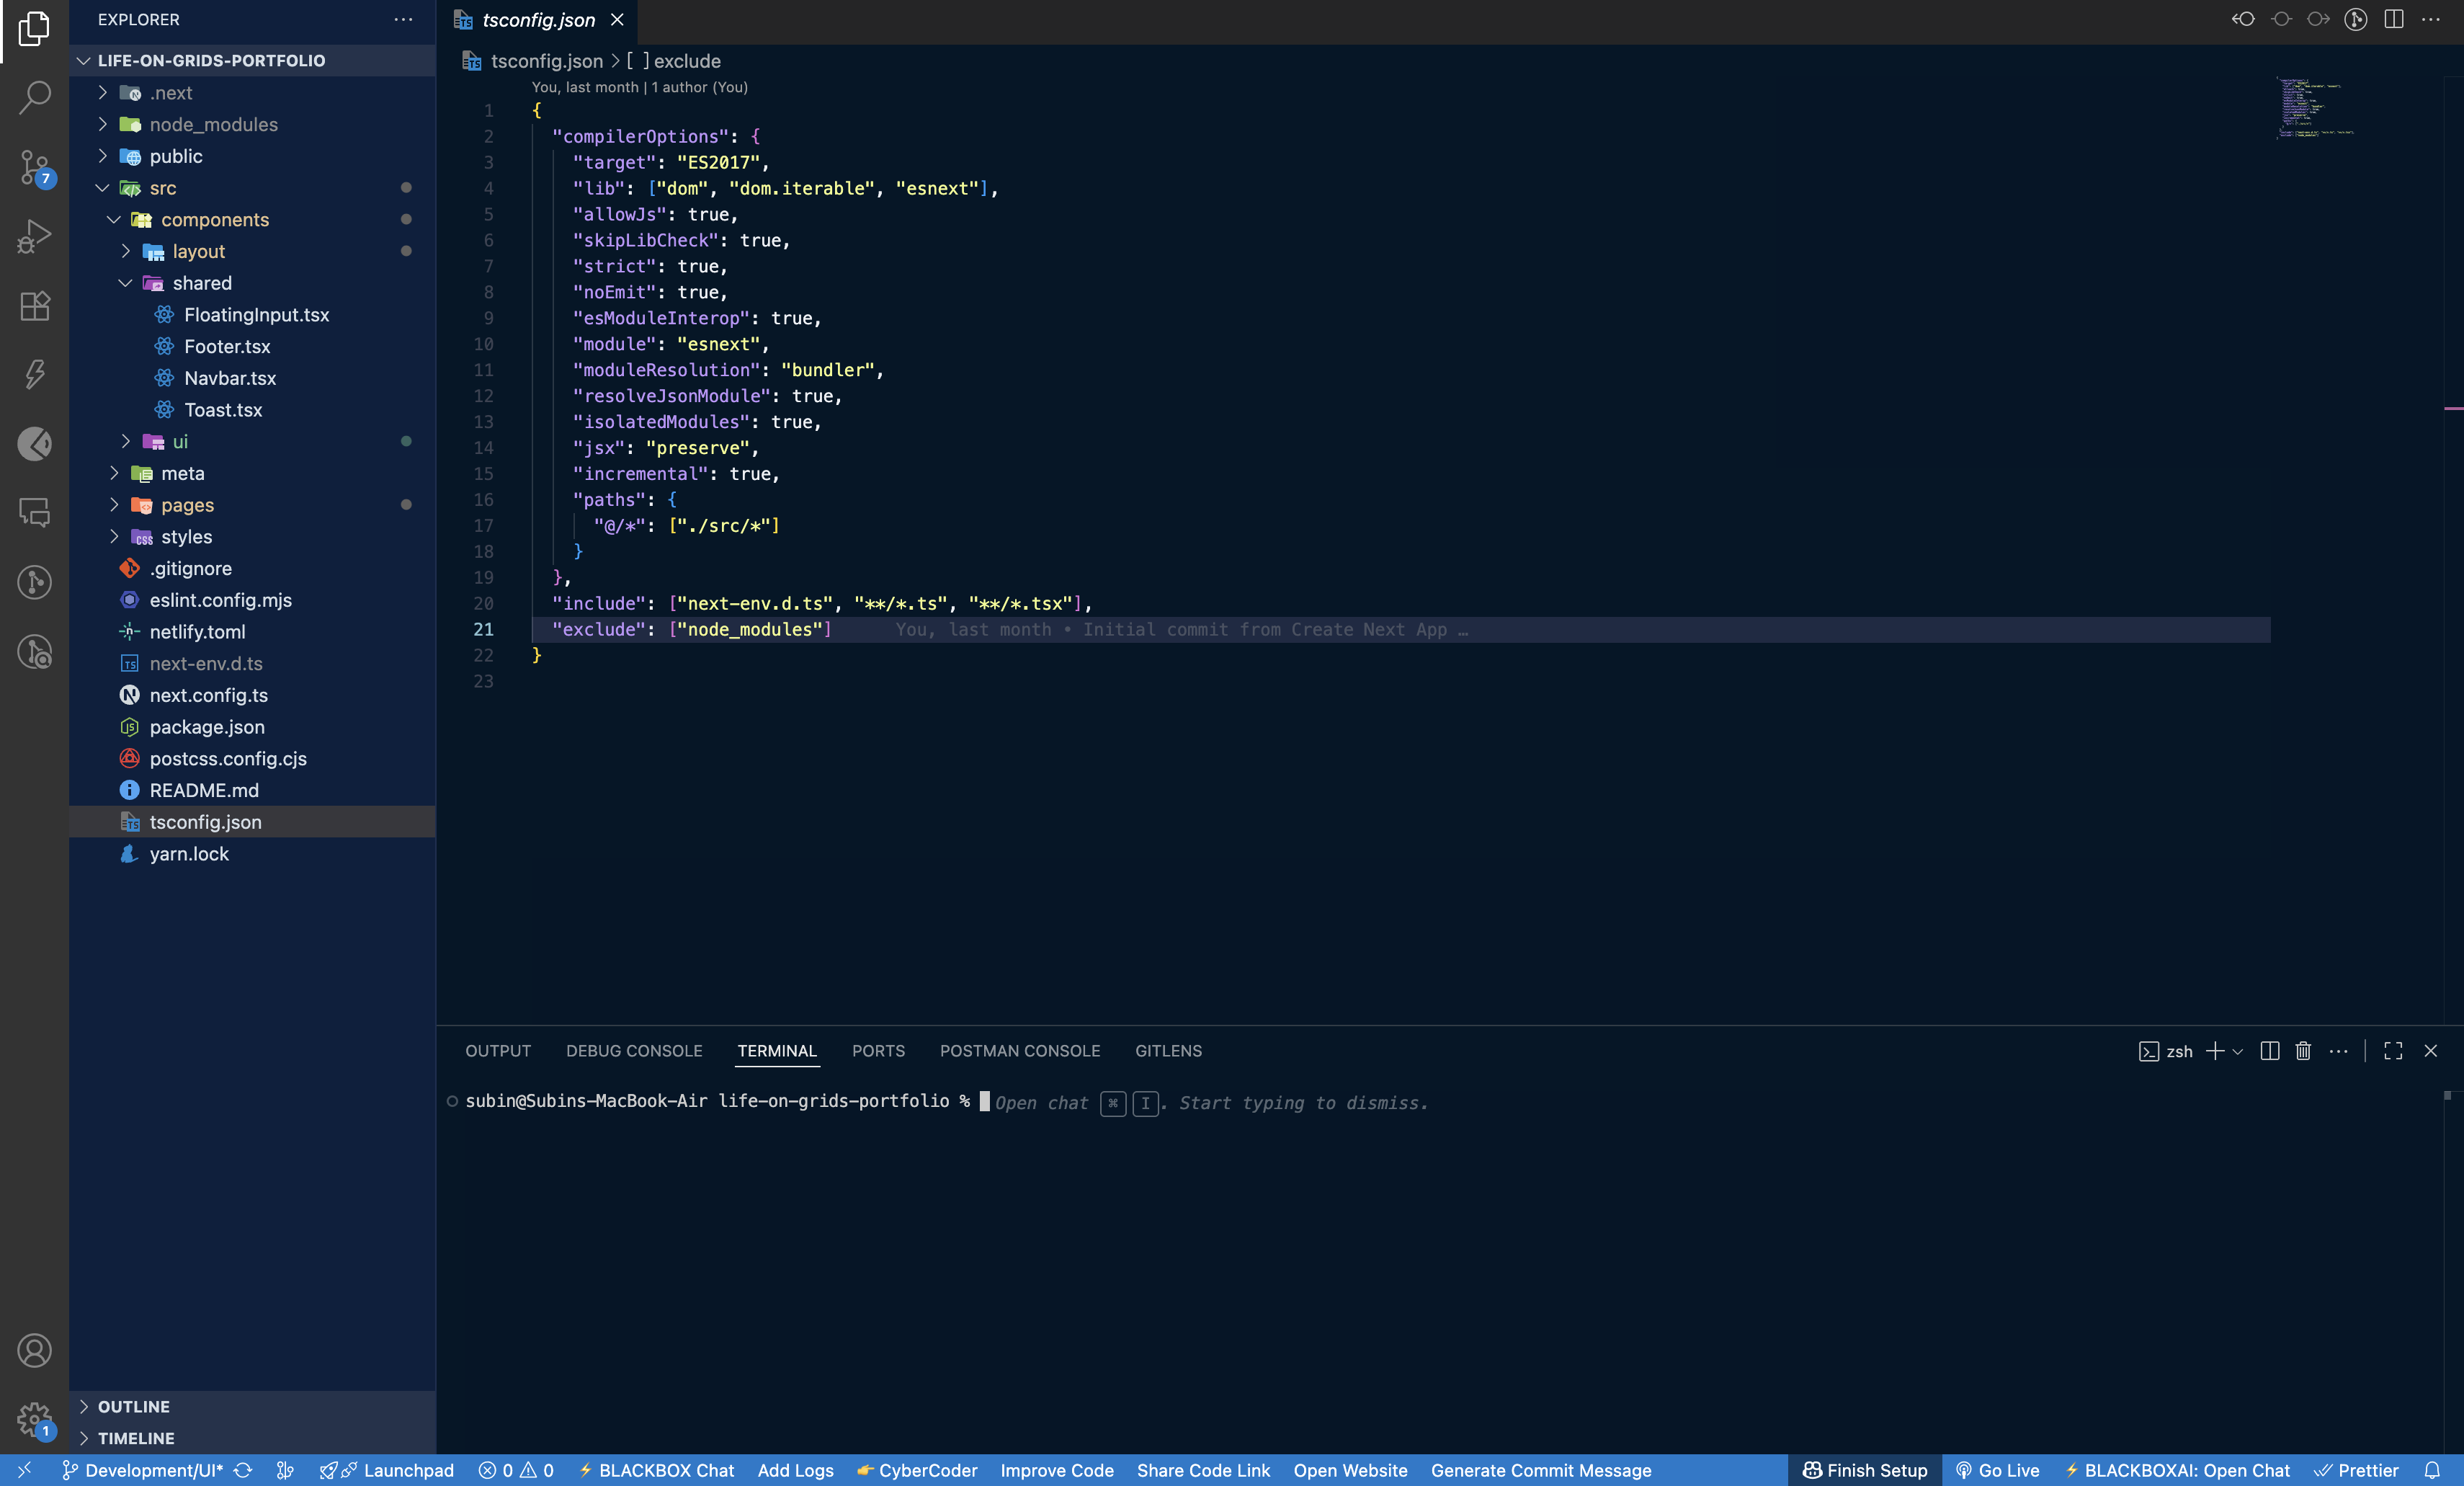 EXPLORER
LIFE-ON-GRIDS-PORTFOLIO
.next
node_modules
public
src
components
layout
shared
FloatingInput.tsx
Footer.tsx
Navbar.tsx
Toast.tsx
ui
meta
pages
styles
.gitignore
eslint.config.mjs
netlify.toml
next-env.d.ts
next.config.ts
package.json
postcss.config.cjs
README.md
tsconfig.json
yarn.lock
OUTLINE
TIMELINE
7
1
tsconfig.json
tsconfig.json > [ ] exclude
You, last month | 1 author (You)
1 {
2 "compilerOptions": {
3 "target": "ES2017",
4 "lib": ["dom", "dom.iterable", "esnext"],
5 "allowJs": true,
6 "skipLibCheck": true,
7 "strict": true,
8 "noEmit": true,
9 "esModuleInterop": true,
10 "module": "esnext",
11 "moduleResolution": "bundler",
12 "resolveJsonModule": true,
13 "isolatedModules": true,
14 "jsx": "preserve",
15 "incremental": true,
16 "paths": {
17 "@/*": ["./src/*"]
18 }
19 },
20 "include": ["next-env.d.ts", "**/*.ts", "**/*.tsx"],
21 "exclude": ["node_modules"] You, last month • Initial commit from Create Next App …
22 }
23
OUTPUT DEBUG CONSOLE TERMINAL PORTS POSTMAN CONSOLE GITLENS zsh
subin@Subins-MacBook-Air life-on-grids-portfolio % Open chat ⌘ I. Start typing to dismiss.
Development/UI* Launchpad 0 0 BLACKBOX Chat Add Logs CyberCoder Improve Code Share Code Link Open Website Generate Commit Message Finish Setup Go Live BLACKBOXAI: Open Chat Prettier